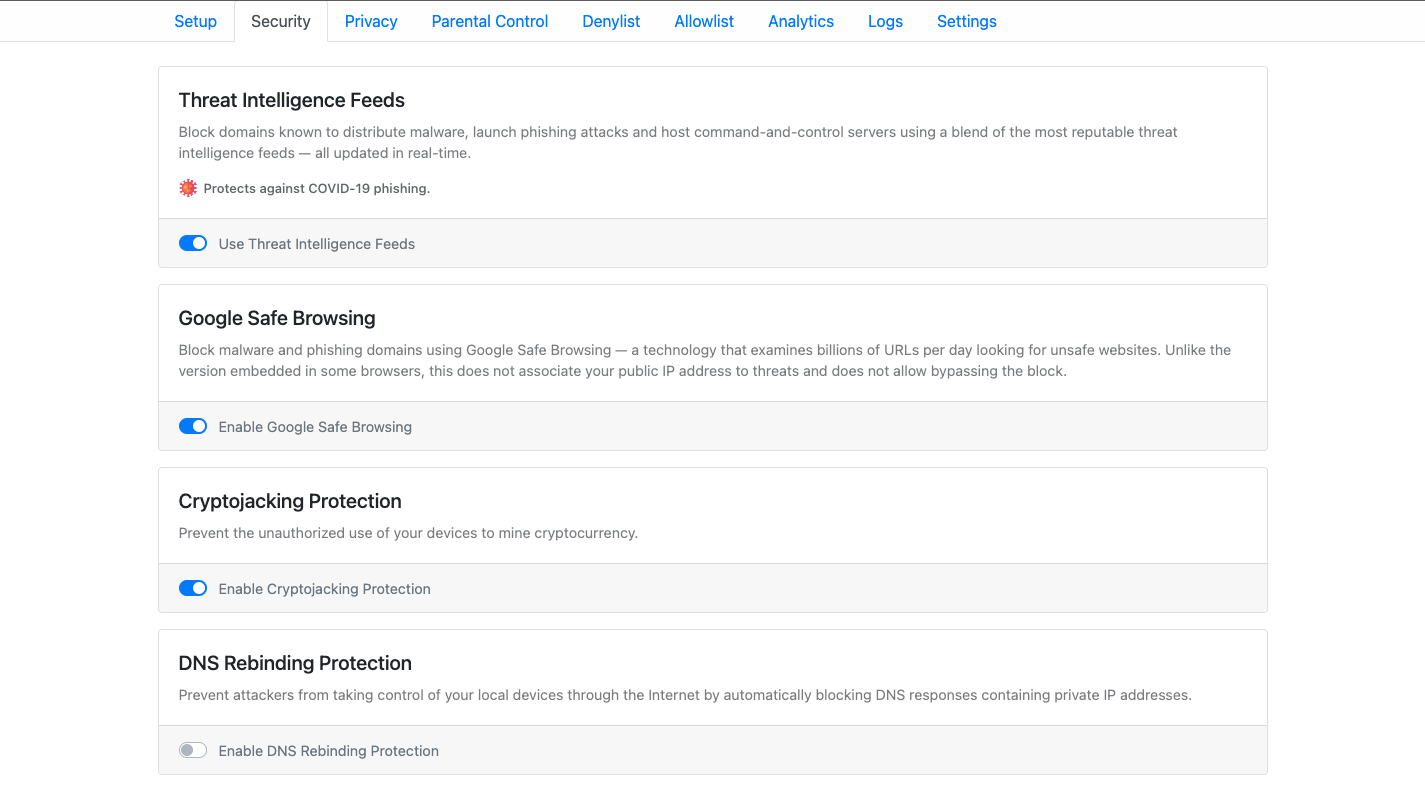 Setup Security Privacy Parental Control Denylist Allowlist Analytics Logs Settings
Threat Intelligence Feeds
Block domains known to distribute malware, launch phishing attacks and host command-and-control servers using a blend of the most reputable threat
intelligence feeds — all updated in real-time.
Protects against COVID-19 phishing.
Use Threat Intelligence Feeds
Google Safe Browsing
Block malware and phishing domains using Google Safe Browsing — a technology that examines billions of URLs per day looking for unsafe websites. Unlike the
version embedded in some browsers, this does not associate your public IP address to threats and does not allow bypassing the block.
Enable Google Safe Browsing
Cryptojacking Protection
Prevent the unauthorized use of your devices to mine cryptocurrency.
Enable Cryptojacking Protection
DNS Rebinding Protection
Prevent attackers from taking control of your local devices through the Internet by automatically blocking DNS responses containing private IP addresses.
Enable DNS Rebinding Protection